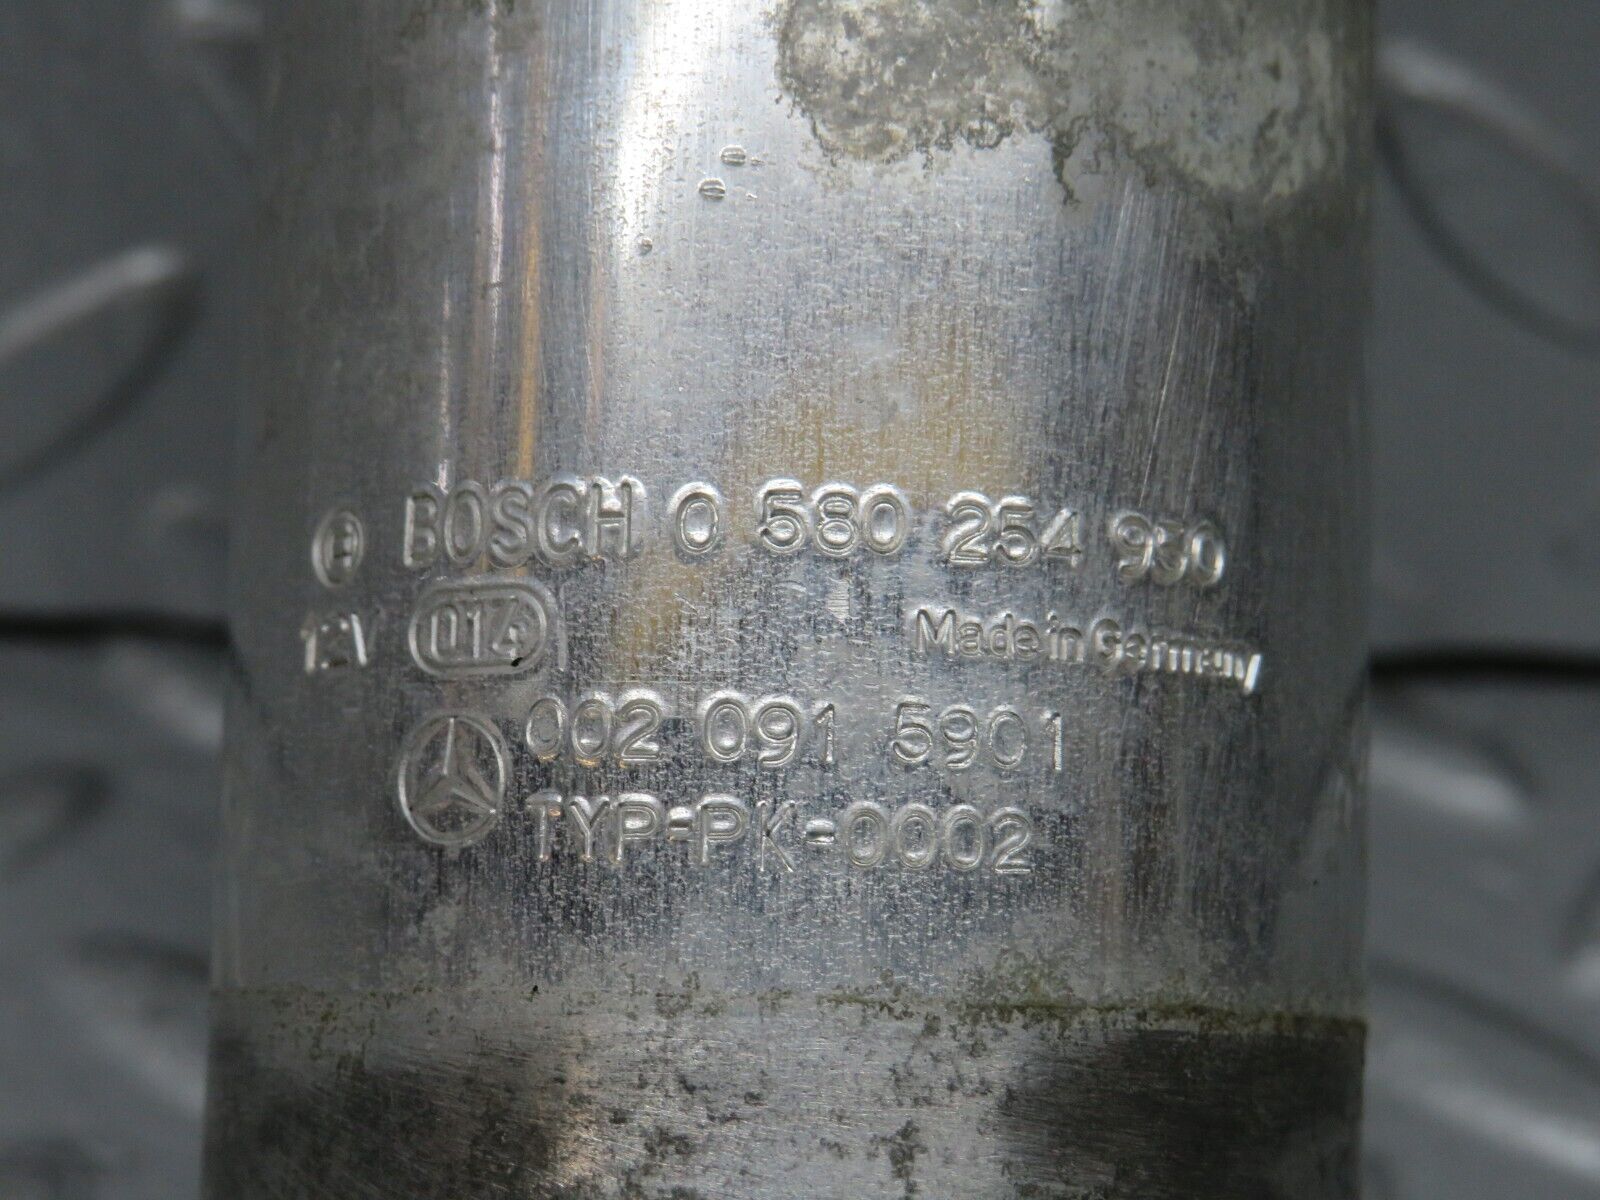 BOSCH 0 580 254 930
12V 014 Made in Germany
002 091 5901
TYP-PK-0002